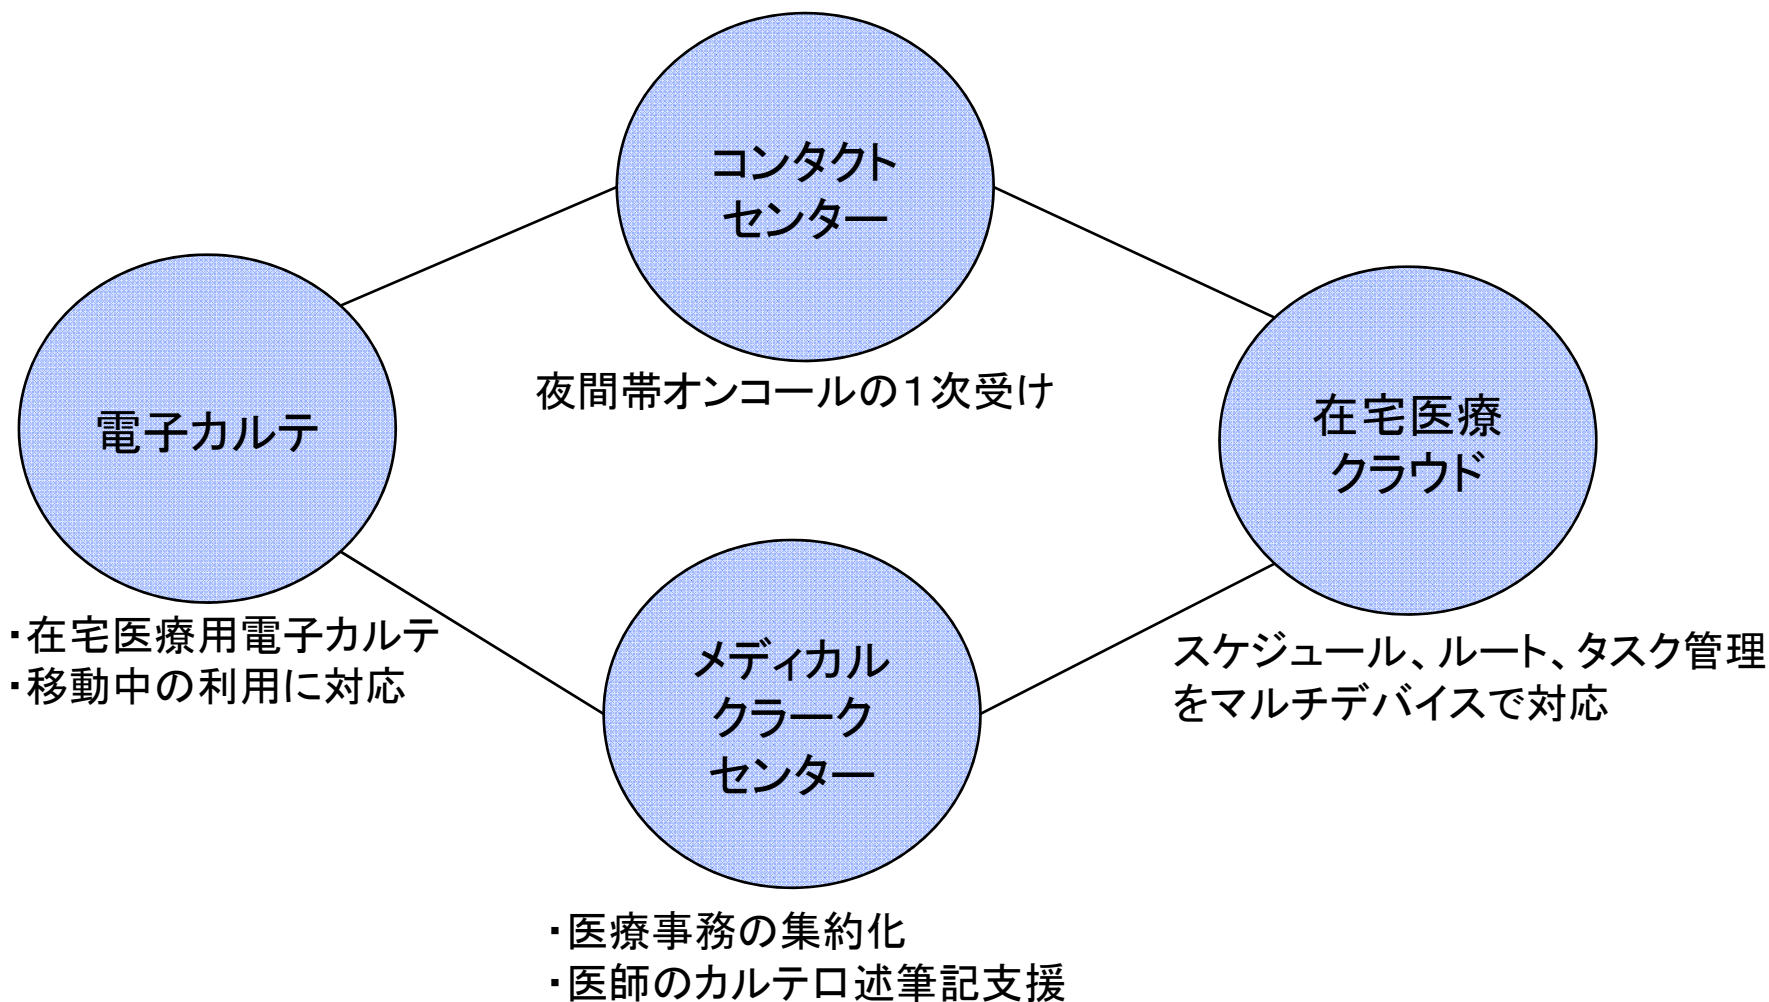 コンタクト
センター
夜間帯オンコールの１次受け
電子カルテ
・在宅医療用電子カルテ
・移動中の利用に対応
在宅医療
クラウド
スケジュール、ルート、タスク管理
をマルチデバイスで対応
メディカル
クラーク
センター
・医療事務の集約化
・医師のカルテ口述筆記支援